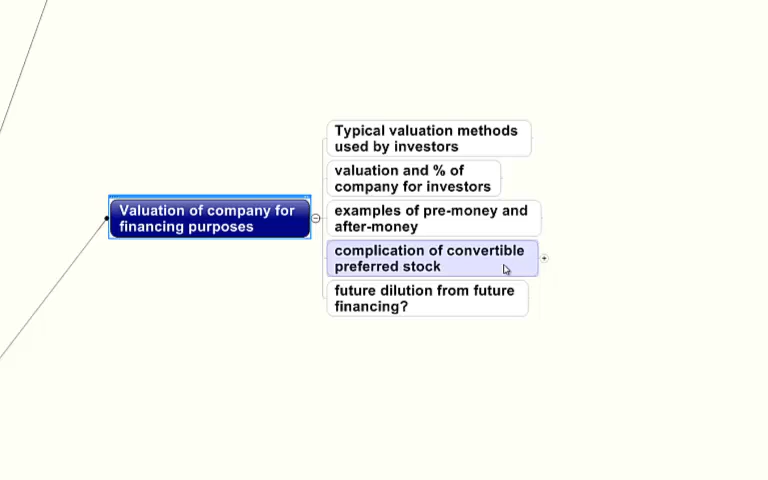 Typical valuation methods
used by investors
valuation and % of
company for investors
Valuation of company for
financing purposes
examples of pre-money and
after-money
complication of convertible
preferred stock
future dilution from future
financing?